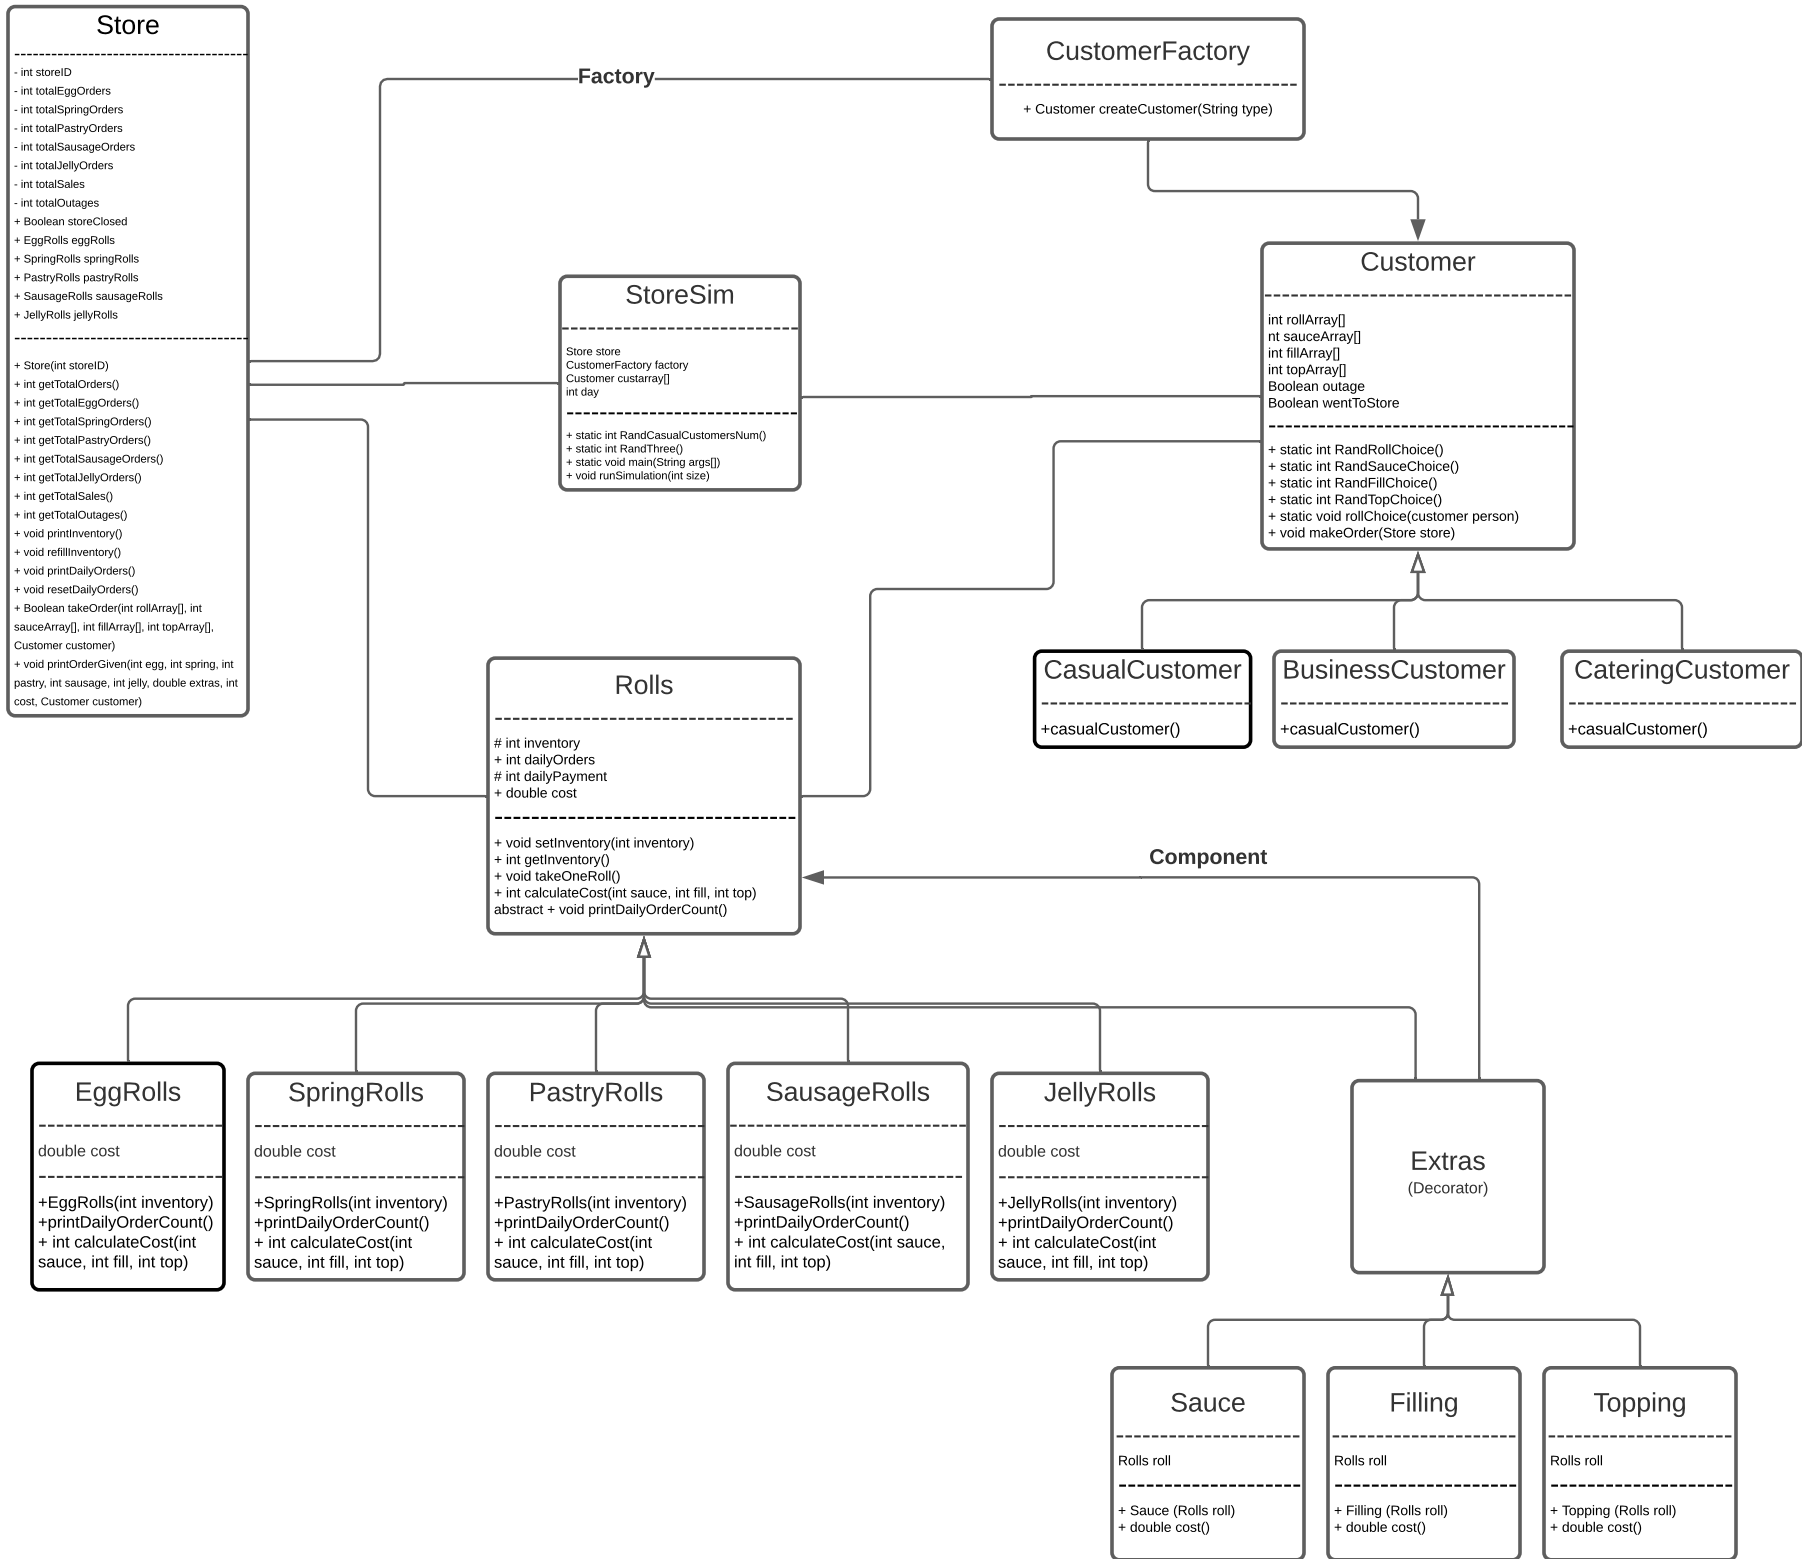 Store
- int storeID
- int totalEggOrders
- int totalSpringOrders
- int totalPastryOrders
- int totalSausageOrders
- int totalJellyOrders
- int totalSales
- int totalOutages
+ Boolean storeClosed
+ EggRolls eggRolls
+ SpringRolls springRolls
+ PastryRolls pastryRolls
+ SausageRolls sausageRolls
+ JellyRolls jellyRolls
+ Store(int storeID)
+ int getTotalOrders()
+ int getTotalEggOrders()
+ int getTotalSpringOrders()
+ int getTotalPastryOrders()
+ int getTotalSausageOrders()
+ int getTotalJellyOrders()
+ int getTotalSales()
+ int getTotalOutages()
+ void printInventory()
+ void refillInventory()
+ void printDailyOrders()
+ void resetDailyOrders()
+ Boolean takeOrder(int rollArray[], int
sauceArray[], int fillArray[], int topArray[],
Customer customer)
+ void printOrderGiven(int egg, int spring, int
pastry, int sausage, int jelly, double extras, int
cost, Customer customer)
Factory
CustomerFactory
+ Customer createCustomer(String type)
StoreSim
Store store
CustomerFactory factory
Customer custarray[]
int day
+ static int RandCasualCustomersNum()
+ static int RandThree()
+ static void main(String args[])
+ void runSimulation(int size)
Customer
int rollArray[]
nt sauceArray[]
int fillArray[]
int topArray[]
Boolean outage
Boolean wentToStore
+ static int RandRollChoice()
+ static int RandSauceChoice()
+ static int RandFillChoice()
+ static int RandTopChoice()
+ static void rollChoice(customer person)
+ void makeOrder(Store store)
CasualCustomer
+casualCustomer()
BusinessCustomer
+casualCustomer()
CateringCustomer
+casualCustomer()
Rolls
# int inventory
+ int dailyOrders
# int dailyPayment
+ double cost
+ void setInventory(int inventory)
+ int getInventory()
+ void takeOneRoll()
+ int calculateCost(int sauce, int fill, int top)
abstract + void printDailyOrderCount()
Component
EggRolls
double cost
+EggRolls(int inventory)
+printDailyOrderCount()
+ int calculateCost(int
sauce, int fill, int top)
SpringRolls
double cost
+SpringRolls(int inventory)
+printDailyOrderCount()
+ int calculateCost(int
sauce, int fill, int top)
PastryRolls
double cost
+PastryRolls(int inventory)
+printDailyOrderCount()
+ int calculateCost(int
sauce, int fill, int top)
SausageRolls
double cost
+SausageRolls(int inventory)
+printDailyOrderCount()
+ int calculateCost(int sauce,
int fill, int top)
JellyRolls
double cost
+JellyRolls(int inventory)
+printDailyOrderCount()
+ int calculateCost(int
sauce, int fill, int top)
Extras
(Decorator)
Sauce
Rolls roll
+ Sauce (Rolls roll)
+ double cost()
Filling
Rolls roll
+ Filling (Rolls roll)
+ double cost()
Topping
Rolls roll
+ Topping (Rolls roll)
+ double cost()